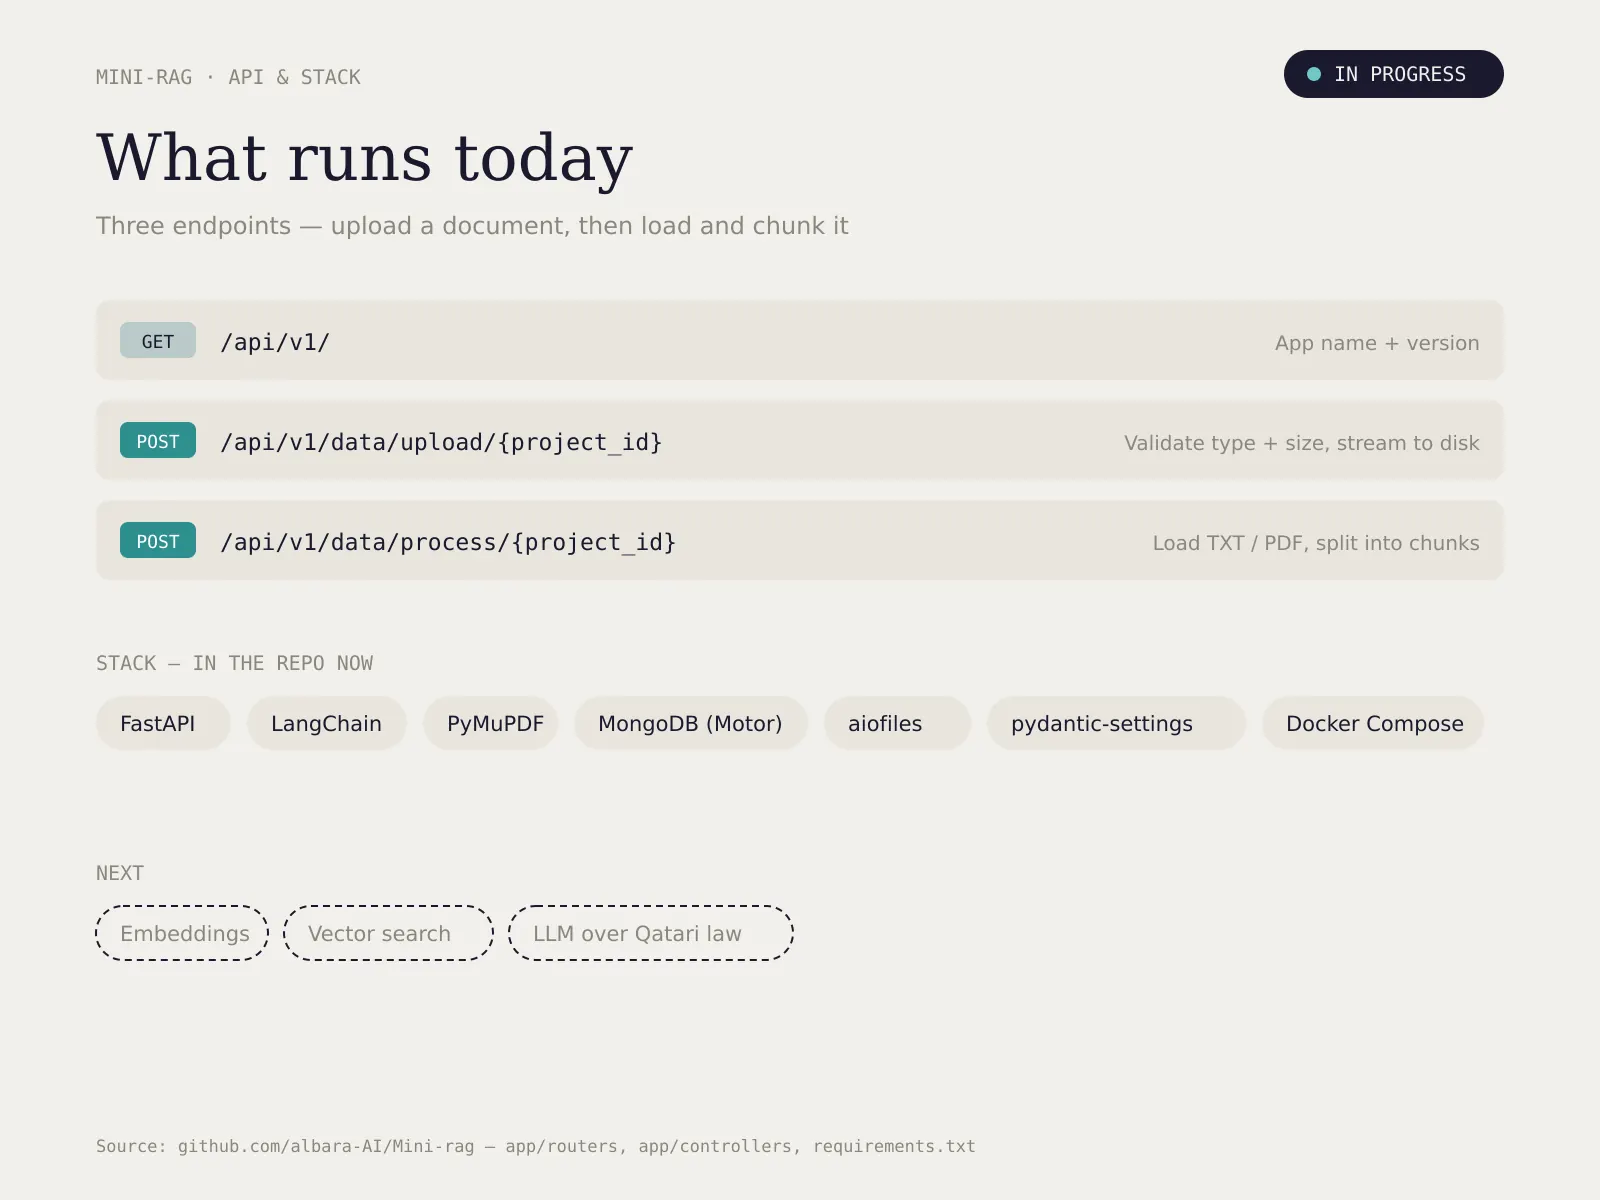 MINI-RAG · API & STACK
IN PROGRESS
What runs today
Three endpoints — upload a document, then load and chunk it
GET /api/v1/ App name + version
POST /api/v1/data/upload/{project_id} Validate type + size, stream to disk
POST /api/v1/data/process/{project_id} Load TXT / PDF, split into chunks
STACK — IN THE REPO NOW
FastAPI LangChain PyMuPDF MongoDB (Motor) aiofiles pydantic-settings Docker Compose
NEXT
Embeddings Vector search LLM over Qatari law
Source: github.com/albara-AI/Mini-rag — app/routers, app/controllers, requirements.txt